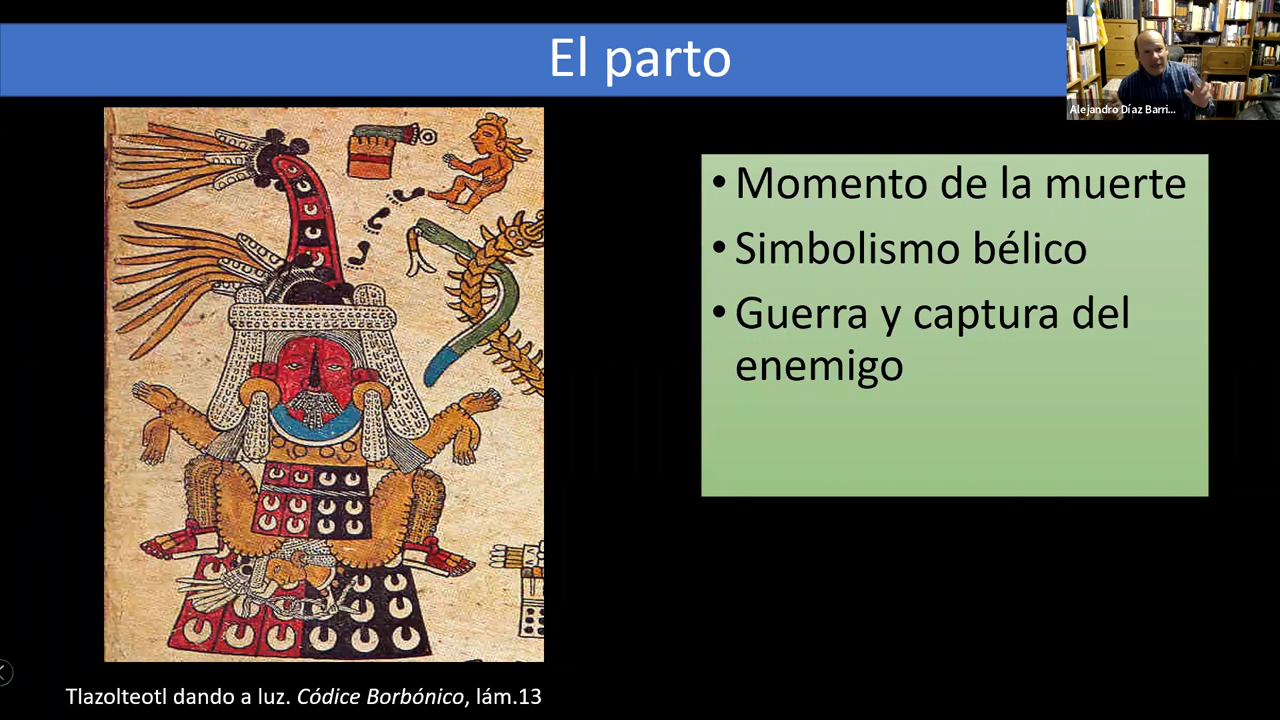 El parto
Alejandro Díaz Barri...
• Momento de la muerte
• Simbolismo bélico
• Guerra y captura del
enemigo
Tlazolteotl dando a luz. Códice Borbónico, lám.13